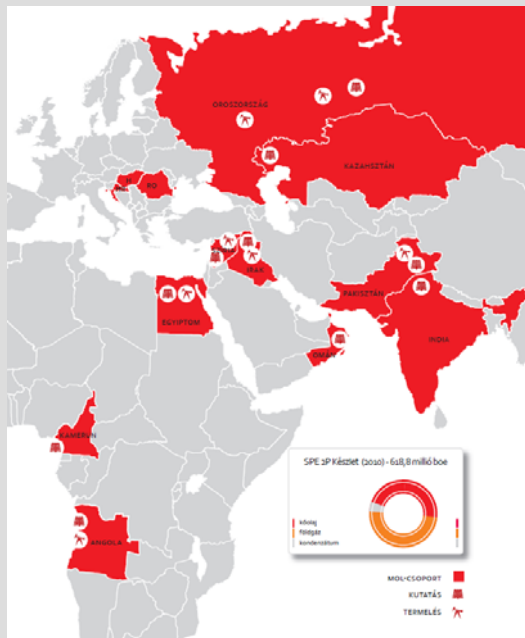 OROSZORSZÁG
KAZAHSZTÁN
H
RO
IRAK
PAKISZTÁN
EGYIPTOM
OMÁN
INDIA
KAMERUN
ANGOLA
SPE 2P Készlet (2010) - 618,8 millió boe
kőolaj
földgáz
kondenzátum
MOL-CSOPORT
KUTATÁS
TERMELÉS